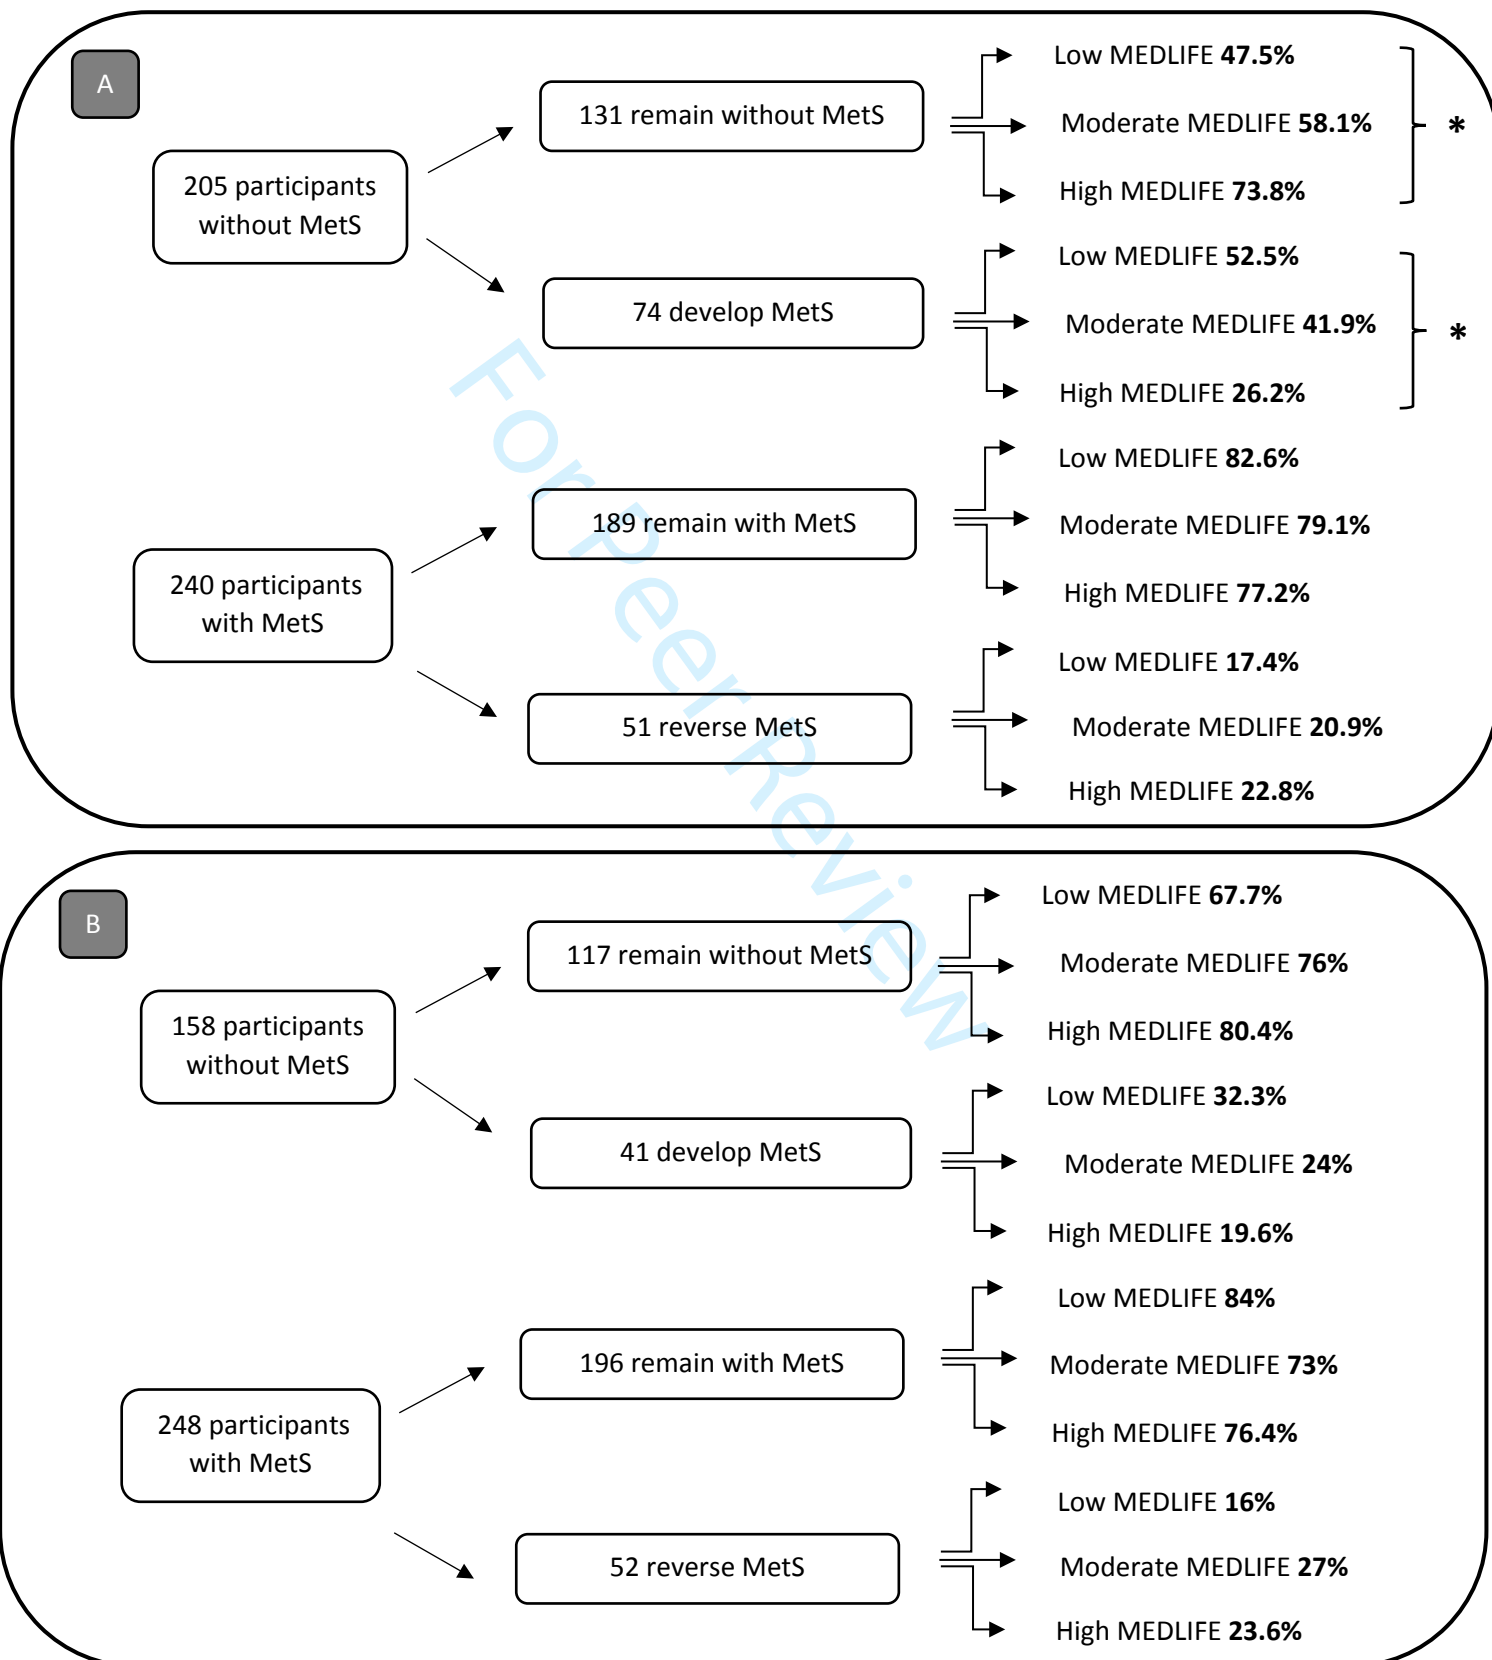 A
205 participants
without MetS
131 remain without MetS
Low MEDLIFE 47.5%
Moderate MEDLIFE 58.1%
High MEDLIFE 73.8%
*
74 develop MetS
Low MEDLIFE 52.5%
Moderate MEDLIFE 41.9%
High MEDLIFE 26.2%
*
240 participants
with MetS
189 remain with MetS
Low MEDLIFE 82.6%
Moderate MEDLIFE 79.1%
High MEDLIFE 77.2%
51 reverse MetS
Low MEDLIFE 17.4%
Moderate MEDLIFE 20.9%
High MEDLIFE 22.8%
For Peer Review
B
158 participants
without MetS
117 remain without MetS
Low MEDLIFE 67.7%
Moderate MEDLIFE 76%
High MEDLIFE 80.4%
41 develop MetS
Low MEDLIFE 32.3%
Moderate MEDLIFE 24%
High MEDLIFE 19.6%
248 participants
with MetS
196 remain with MetS
Low MEDLIFE 84%
Moderate MEDLIFE 73%
High MEDLIFE 76.4%
52 reverse MetS
Low MEDLIFE 16%
Moderate MEDLIFE 27%
High MEDLIFE 23.6%